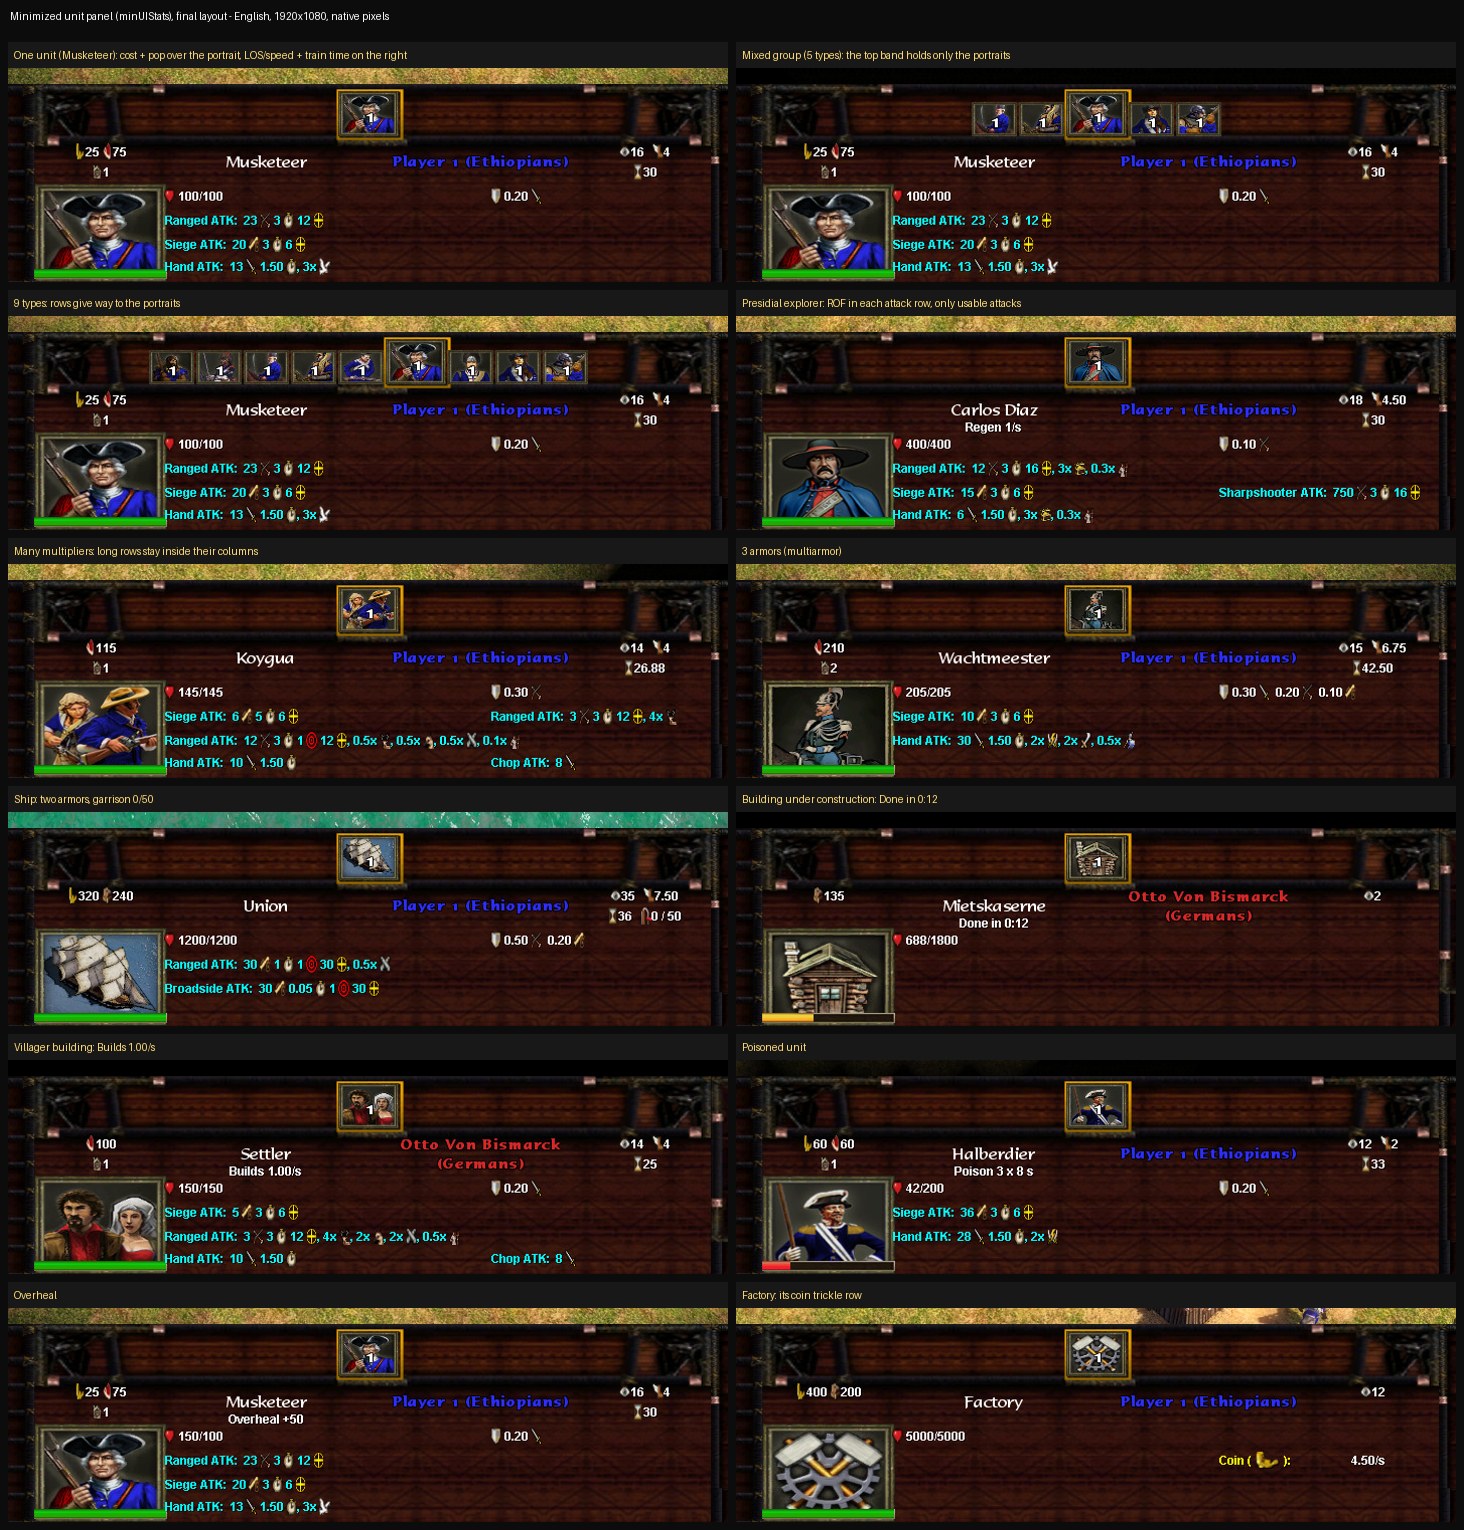 Minimized unit panel (minUIStats), final layout - English, 1920x1080, native pixels
One unit (Musketeer): cost + pop over the portrait, LOS/speed + train time on the right
1
25 75
16 4
Musketeer
Player 1 (Ethiopians)
1
30
100/100
0.20
Ranged ATK: 23 3 12
Siege ATK: 20 3 6
Hand ATK: 13 1.50 , 3x
Mixed group (5 types): the top band holds only the portraits
1 1 1 1 1
25 75
16 4
Musketeer
Player 1 (Ethiopians)
1
30
100/100
0.20
Ranged ATK: 23 3 12
Siege ATK: 20 3 6
Hand ATK: 13 1.50 , 3x
9 types: rows give way to the portraits
1 1 1 1 1 1 1 1 1
25 75
16 4
Musketeer
Player 1 (Ethiopians)
1
30
100/100
0.20
Ranged ATK: 23 3 12
Siege ATK: 20 3 6
Hand ATK: 13 1.50 , 3x
Presidial explorer: ROF in each attack row, only usable attacks
1
18 4.50
Carlos Diaz
Player 1 (Ethiopians)
30
Regen 1/s
400/400
0.10
Ranged ATK: 12 3 16 , 3x , 0.3x
Siege ATK: 15 3 6
Sharpshooter ATK: 750 3 16
Hand ATK: 6 1.50 , 3x , 0.3x
Many multipliers: long rows stay inside their columns
1
115
14 4
Koygua
Player 1 (Ethiopians)
1
26.88
145/145
0.30
Siege ATK: 6 5 6
Ranged ATK: 3 3 12 , 4x
Ranged ATK: 12 3 1 12 , 0.5x , 0.5x , 0.5x , 0.1x
Hand ATK: 10 1.50
Chop ATK: 8
3 armors (multiarmor)
1
210
15 6.75
Wachtmeester
Player 1 (Ethiopians)
2
42.50
205/205
0.30 0.20 0.10
Siege ATK: 10 3 6
Hand ATK: 30 1.50 , 2x , 2x , 0.5x
Ship: two armors, garrison 0/50
1
320 240
35 7.50
Union
Player 1 (Ethiopians)
36 0 / 50
1200/1200
0.50 0.20
Ranged ATK: 30 1 1 30 , 0.5x
Broadside ATK: 30 0.05 1 30
Building under construction: Done in 0:12
1
135
Otto Von Bismarck
2
Mietskaserne
(Germans)
Done in 0:12
688/1800
Villager building: Builds 1.00/s
1
100
Otto Von Bismarck
14 4
Settler
1
(Germans)
25
Builds 1.00/s
150/150
0.20
Siege ATK: 5 3 6
Ranged ATK: 3 3 12 , 4x , 2x , 2x , 0.5x
Hand ATK: 10 1.50
Chop ATK: 8
Poisoned unit
1
60 60
12 2
Halberdier
Player 1 (Ethiopians)
1
33
Poison 3 x 8 s
42/200
0.20
Siege ATK: 36 3 6
Hand ATK: 28 1.50 , 2x
Overheal
1
25 75
16 4
Musketeer
Player 1 (Ethiopians)
1
30
Overheal +50
150/100
0.20
Ranged ATK: 23 3 12
Siege ATK: 20 3 6
Hand ATK: 13 1.50 , 3x
Factory: its coin trickle row
1
400 200
12
Factory
Player 1 (Ethiopians)
5000/5000
Coin ( ): 4.50/s